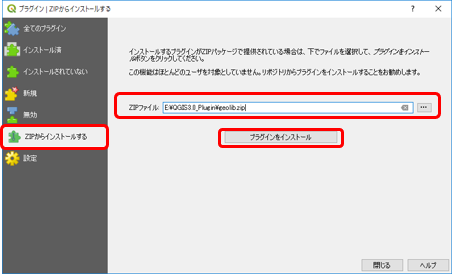 プラグイン | ZIPからインストールする
全てのプラグイン
インストール済
インストールされていない
新規
無効
ZIPからインストールする
設定
インストールするプラグインがZIPパッケージで提供されている場合は、下でファイルを選択して、プラグインをインストー
ルボタンをクリックしてください。
この機能はほとんどのユーザを対象としていません。リポジトリからプラグインをインストールすることをお勧めします。
ZIPファイル: E:¥QGIS3.0_Plugin¥geolib.zip
...
プラグインをインストール
閉じる
ヘルプ